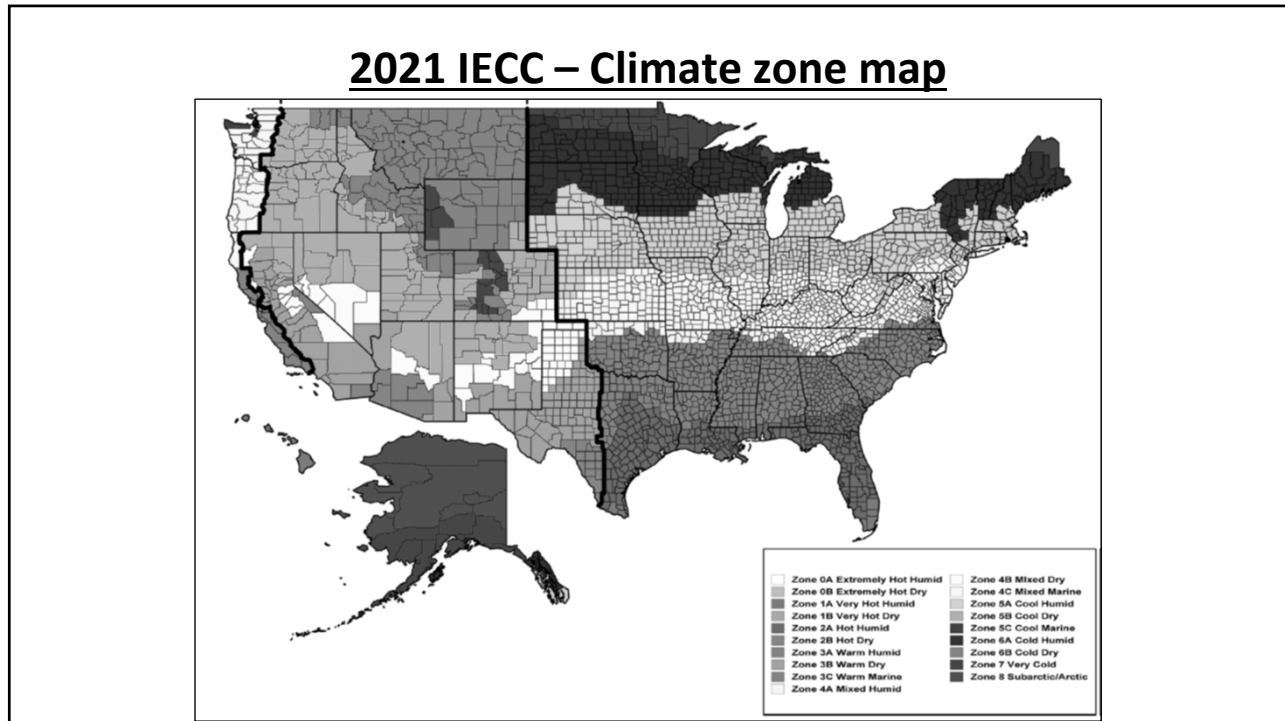 2021 IECC – Climate zone map
Zone 0A Extremely Hot Humid
Zone 0B Extremely Hot Dry
Zone 1A Very Hot Humid
Zone 1B Very Hot Dry
Zone 2A Hot Humid
Zone 2B Hot Dry
Zone 3A Warm Humid
Zone 3B Warm Dry
Zone 3C Warm Marine
Zone 4A Mixed Humid
Zone 4B Mixed Dry
Zone 4C Mixed Marine
Zone 5A Cool Humid
Zone 5B Cool Dry
Zone 5C Cool Marine
Zone 6A Cold Humid
Zone 6B Cold Dry
Zone 7 Very Cold
Zone 8 Subarctic/Arctic